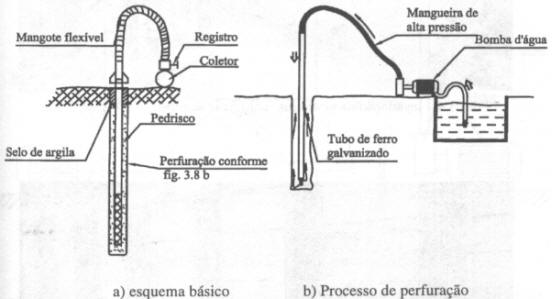 Mangote flexível
Registro
Coletor
Pedrisco
Selo de argila
Perfuração conforme
fig. 3.8 b
a) esquema básico
Mangueira de
alta pressão
Bomba d'água
Tubo de ferro
galvanizado
b) Processo de perfuração